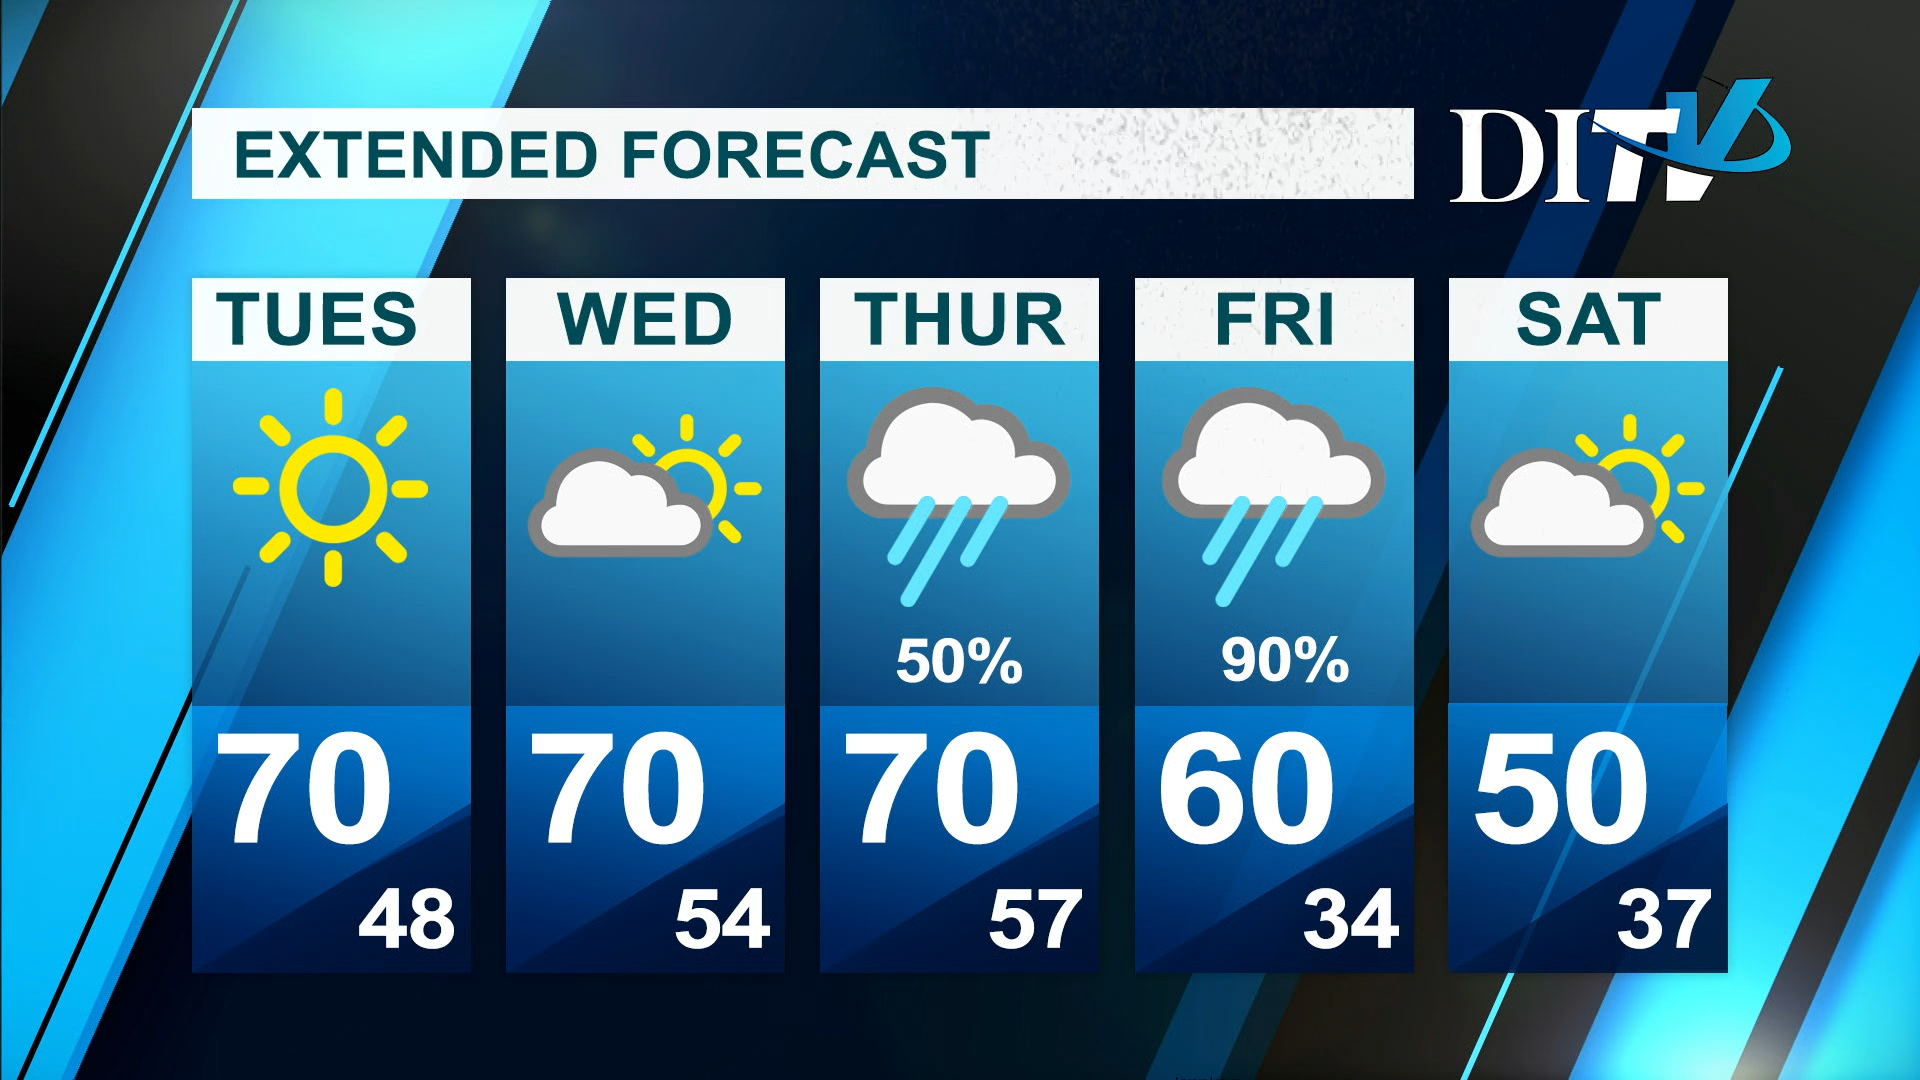 EXTENDED FORECAST
DITV
TUES
WED
THUR
FRI
SAT
50%
90%
70
70
70
60
50
48
54
57
34
37